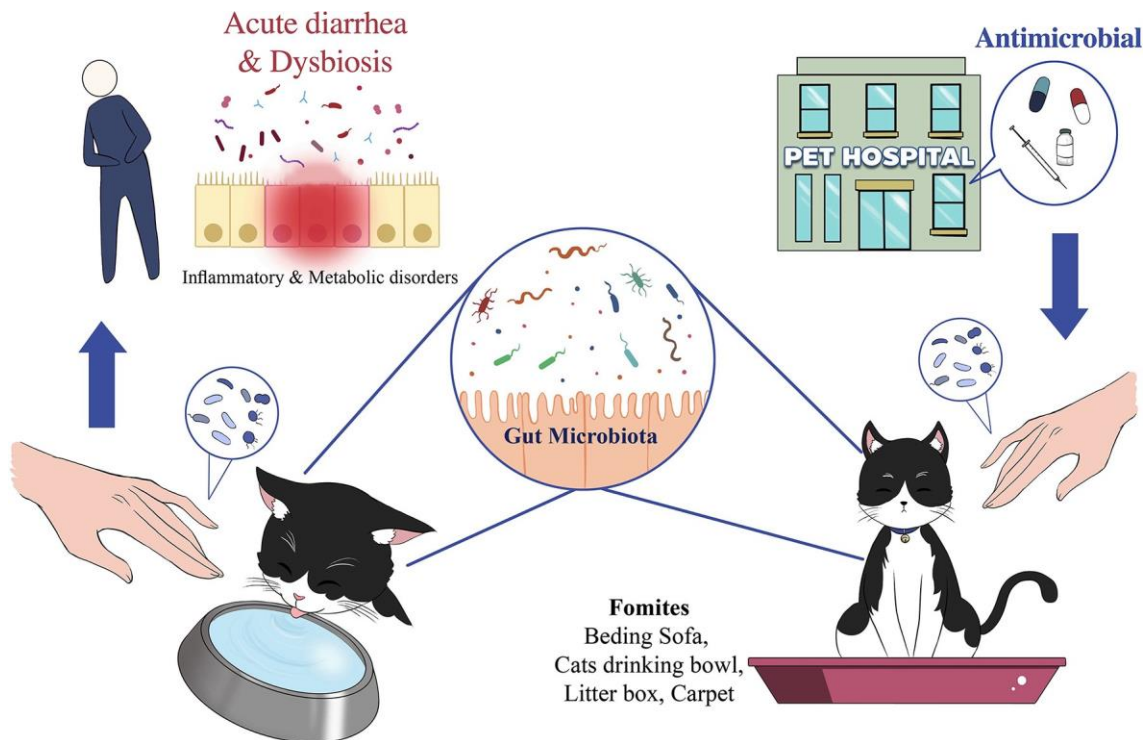 Acute diarrhea
& Dysbiosis
Inflammatory & Metabolic disorders
Antimicrobial
PET HOSPITAL
Gut Microbiota
Fomites
Beding Sofa,
Cats drinking bowl,
Litter box, Carpet